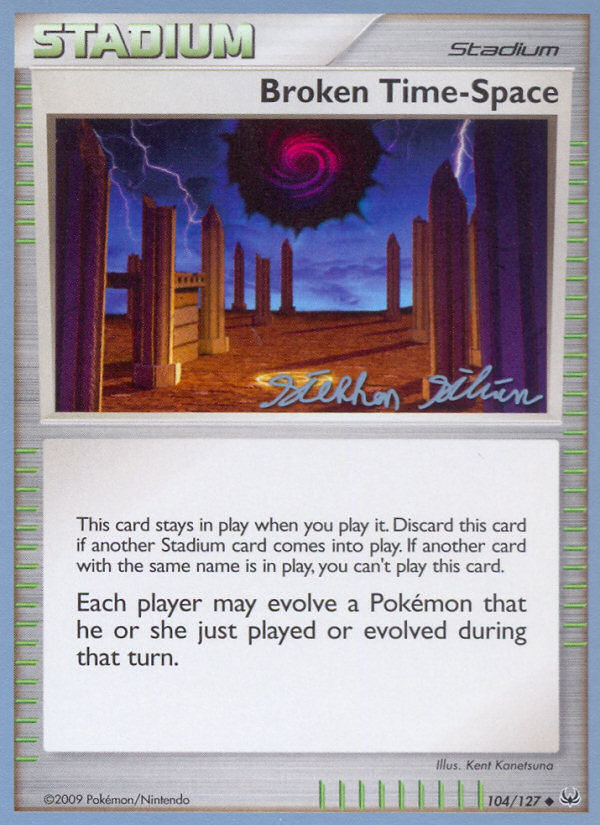 STADIUM
Stadium
Broken Time-Space
Stephen Silvestro
This card stays in play when you play it. Discard this card
if another Stadium card comes into play. If another card
with the same name is in play, you can't play this card.
Each player may evolve a Pokémon that
he or she just played or evolved during
that turn.
Illus. Kent Kanetsuna
©2009 Pokémon/Nintendo
104/127